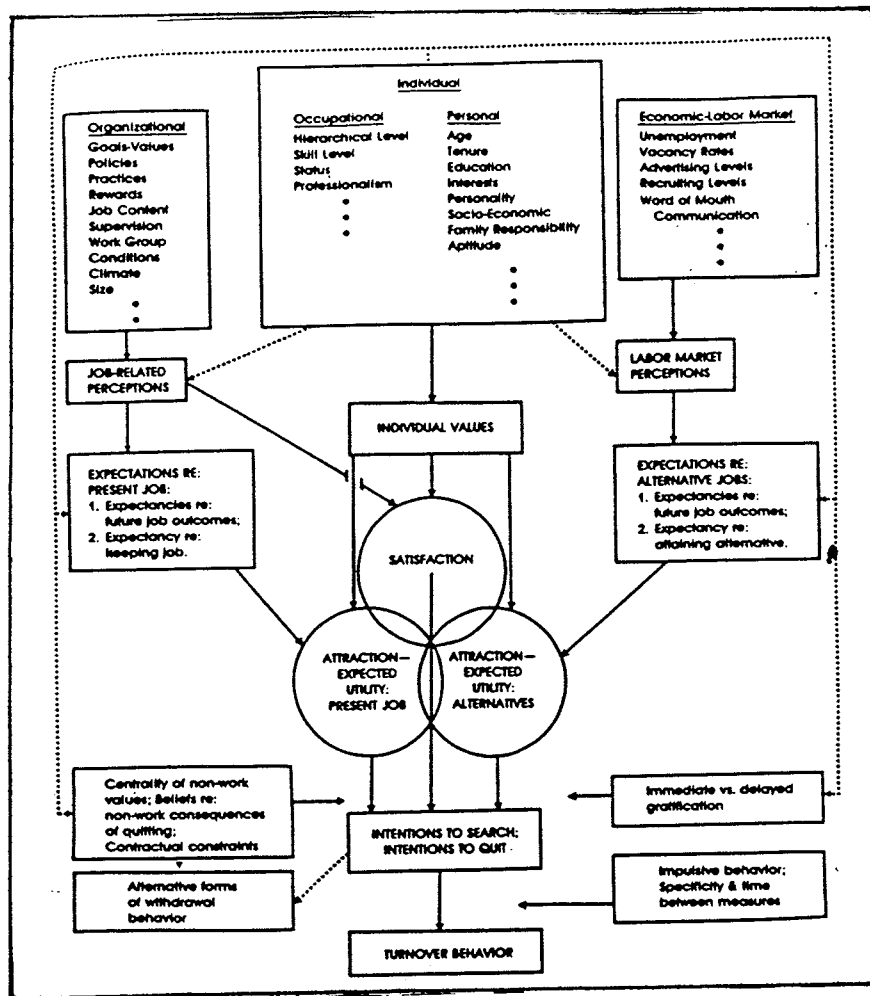 Individual
Organizational
Goals-Values
Policies
Practices
Rewards
Job Content
Supervision
Work Group
Conditions
Climate
Size
Occupational
Hierarchical Level
Skill Level
Status
Professionalism
Personal
Age
Tenure
Education
Interests
Personality
Socio-Economic
Family Responsibility
Aptitude
Economic-Labor Market
Unemployment
Vacancy Rates
Advertising Levels
Recruiting Levels
Word of Mouth
Communication
JOB-RELATED
PERCEPTIONS
LABOR MARKET
PERCEPTIONS
INDIVIDUAL VALUES
EXPECTATIONS RE:
PRESENT JOB:
1. Expectancies re:
future job outcomes;
2. Expectancy re:
keeping job.
EXPECTATIONS RE:
ALTERNATIVE JOBS:
1. Expectancies re:
future job outcomes;
2. Expectancy re:
attaining alternative.
SATISFACTION
ATTRACTION—
EXPECTED
UTILITY:
PRESENT JOB
ATTRACTION—
EXPECTED
UTILITY:
ALTERNATIVES
Centrality of non-work
values; Beliefs re:
non-work consequences
of quitting;
Contractual constraints
Immediate vs. delayed
gratification
INTENTIONS TO SEARCH;
INTENTIONS TO QUIT
Alternative forms
of withdrawal
behavior
Impulsive behavior;
Specificity & time
between measures
TURNOVER BEHAVIOR